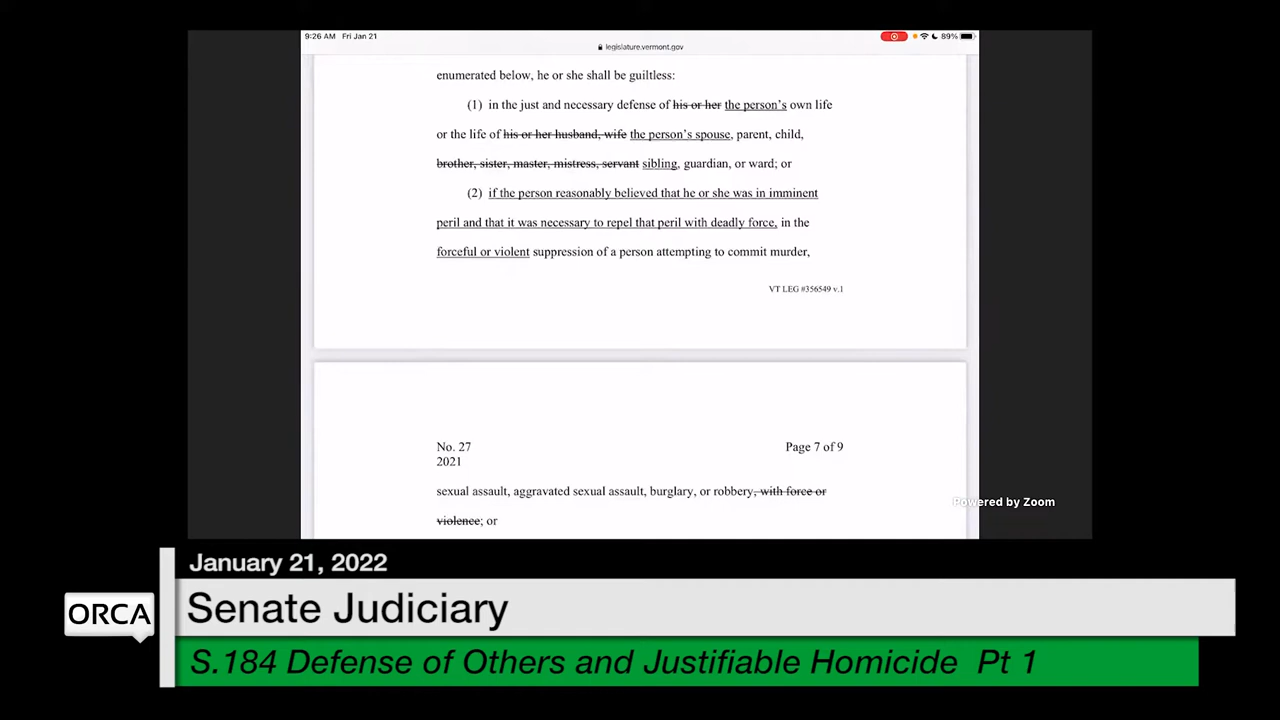 9:26 AM Fri Jan 21
89%
legislature.vermont.gov
enumerated below, he or she shall be guiltless:
(1) in the just and necessary defense of his or her the person's own life
or the life of his or her husband, wife the person's spouse, parent, child,
brother, sister, master, mistress, servant sibling, guardian, or ward; or
(2) if the person reasonably believed that he or she was in imminent
peril and that it was necessary to repel that peril with deadly force, in the
forceful or violent suppression of a person attempting to commit murder,
VT LEG #356549 v.1
No. 27 Page 7 of 9
2021
sexual assault, aggravated sexual assault, burglary, or robbery, with force or
violence; or
Powered by Zoom
January 21, 2022
ORCA
Senate Judiciary
S.184 Defense of Others and Justifiable Homicide Pt 1